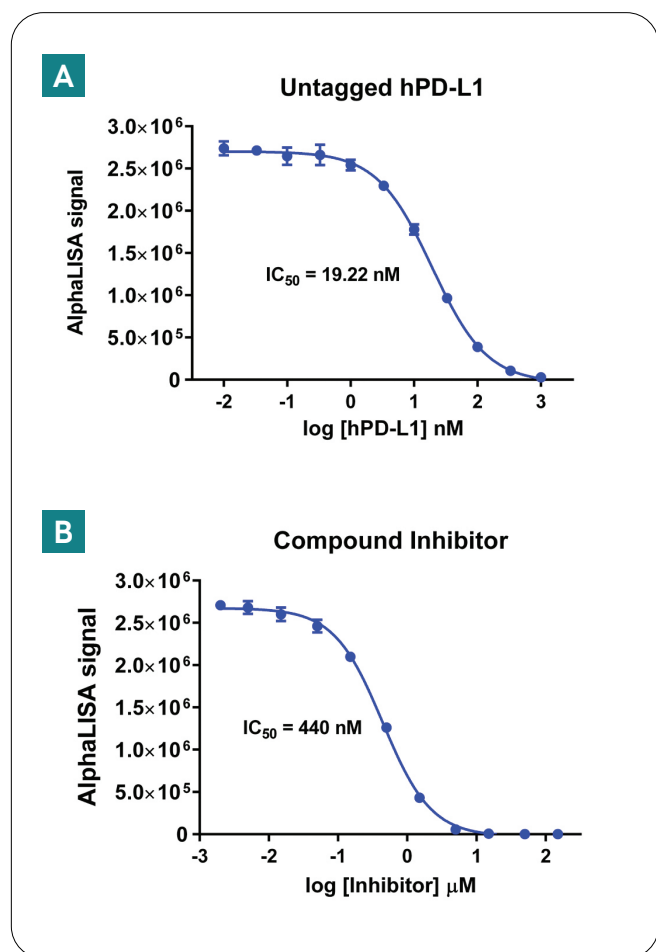 A
Untagged hPD-L1
AlphaLISA signal
3.0×10⁶
2.5×10⁶
2.0×10⁶
1.5×10⁶
1.0×10⁶
5.0×10⁵
0
IC₅₀ = 19.22 nM
-2 -1 0 1 2 3
log [hPD-L1] nM
B
Compound Inhibitor
AlphaLISA signal
3.0×10⁶
2.5×10⁶
2.0×10⁶
1.5×10⁶
1.0×10⁶
5.0×10⁵
0
IC₅₀ = 440 nM
-3 -2 -1 0 1 2
log [Inhibitor] μM